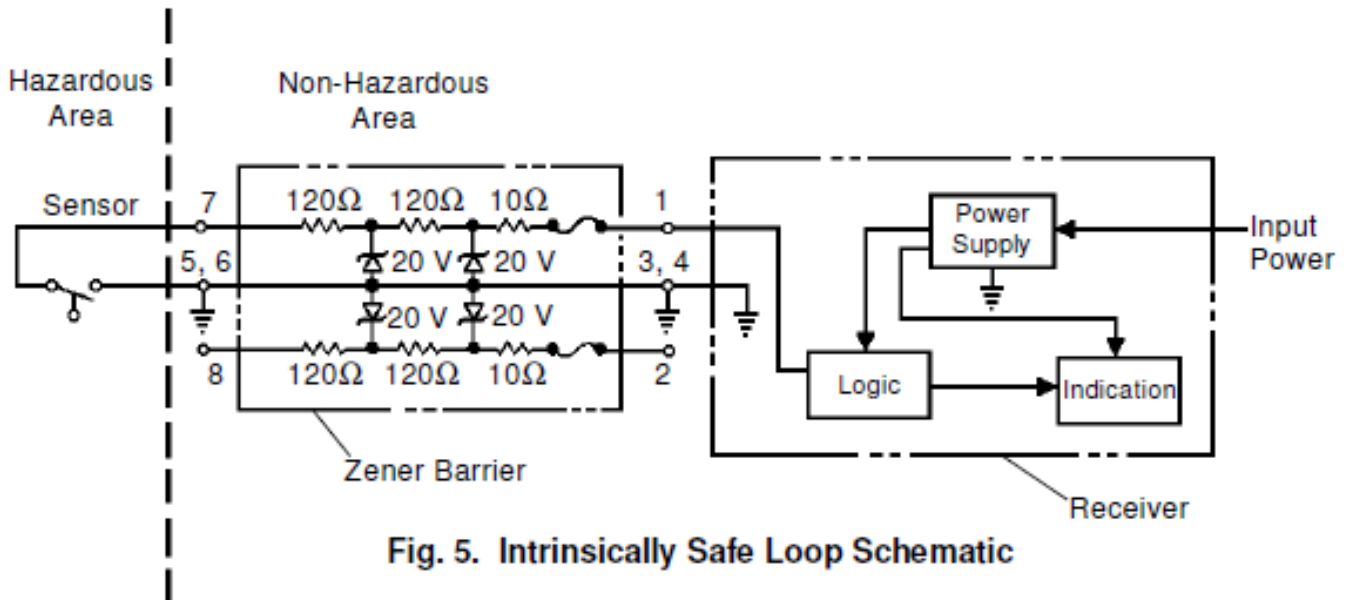 Hazardous
Area
Non-Hazardous
Area
Sensor
7
120Ω
120Ω
10Ω
1
5, 6
20 V
20 V
3, 4
20 V
20 V
8
120Ω
120Ω
10Ω
2
Power
Supply
Input
Power
Logic
Indication
Zener Barrier
Receiver
Fig. 5. Intrinsically Safe Loop Schematic